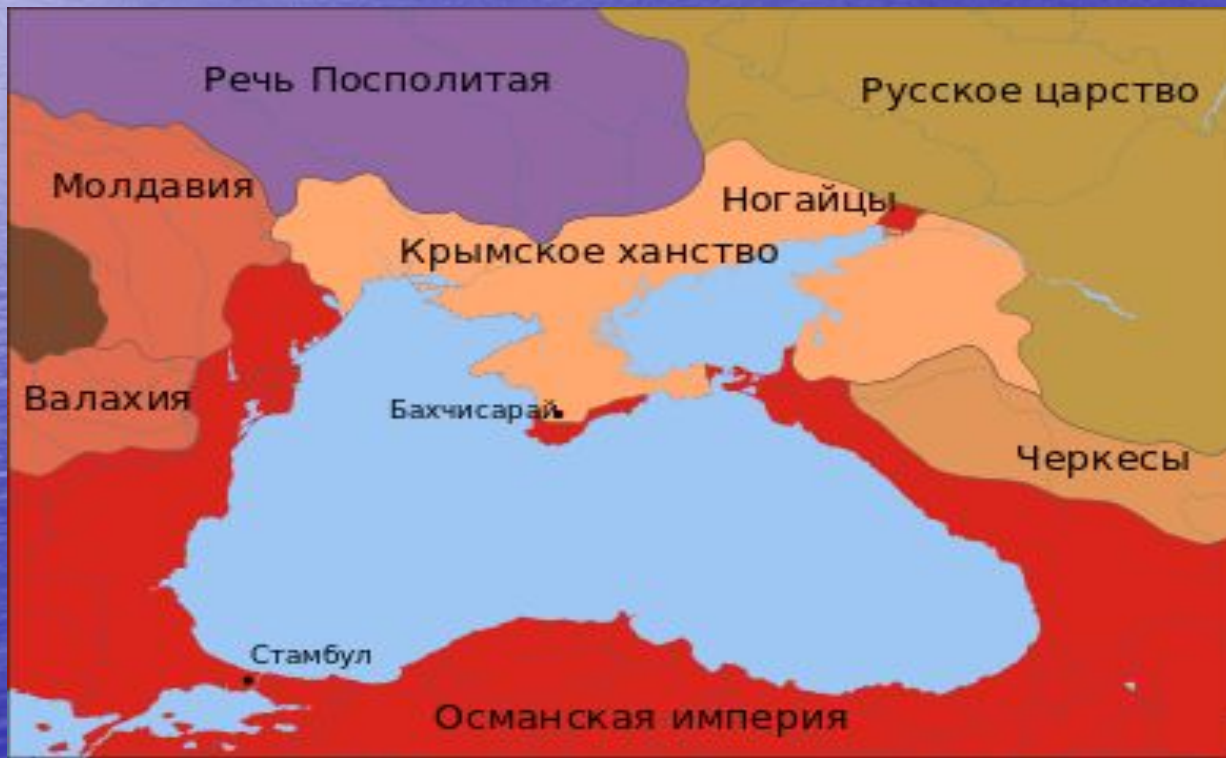 Речь Посполитая
Русское царство
Молдавия
Ногайцы
Крымское ханство
Валахия
Бахчисарай
Черкесы
Стамбул
Османская империя